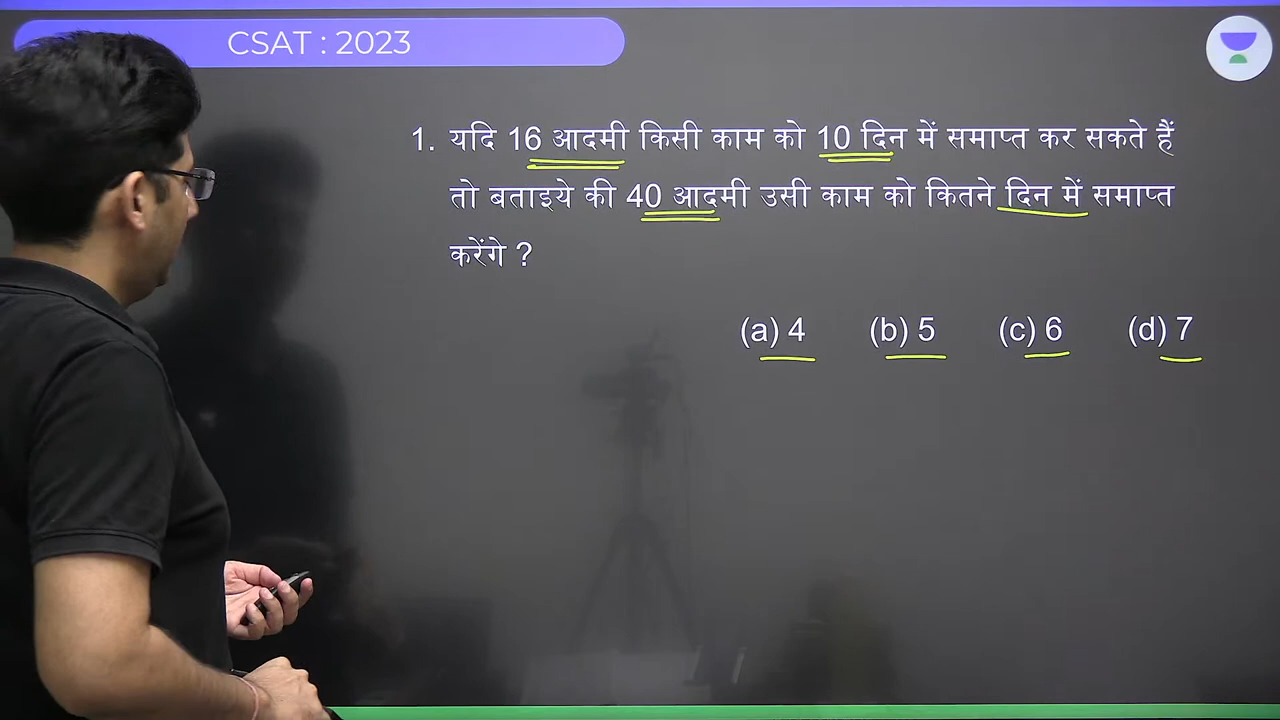 CSAT : 2023
1. यदि 16 आदमी किसी काम को 10 दिन में समाप्त कर सकते हैं
तो बताइये की 40 आदमी उसी काम को कितने दिन में समाप्त
करेंगे ?
(a) 4 (b) 5 (c) 6 (d) 7